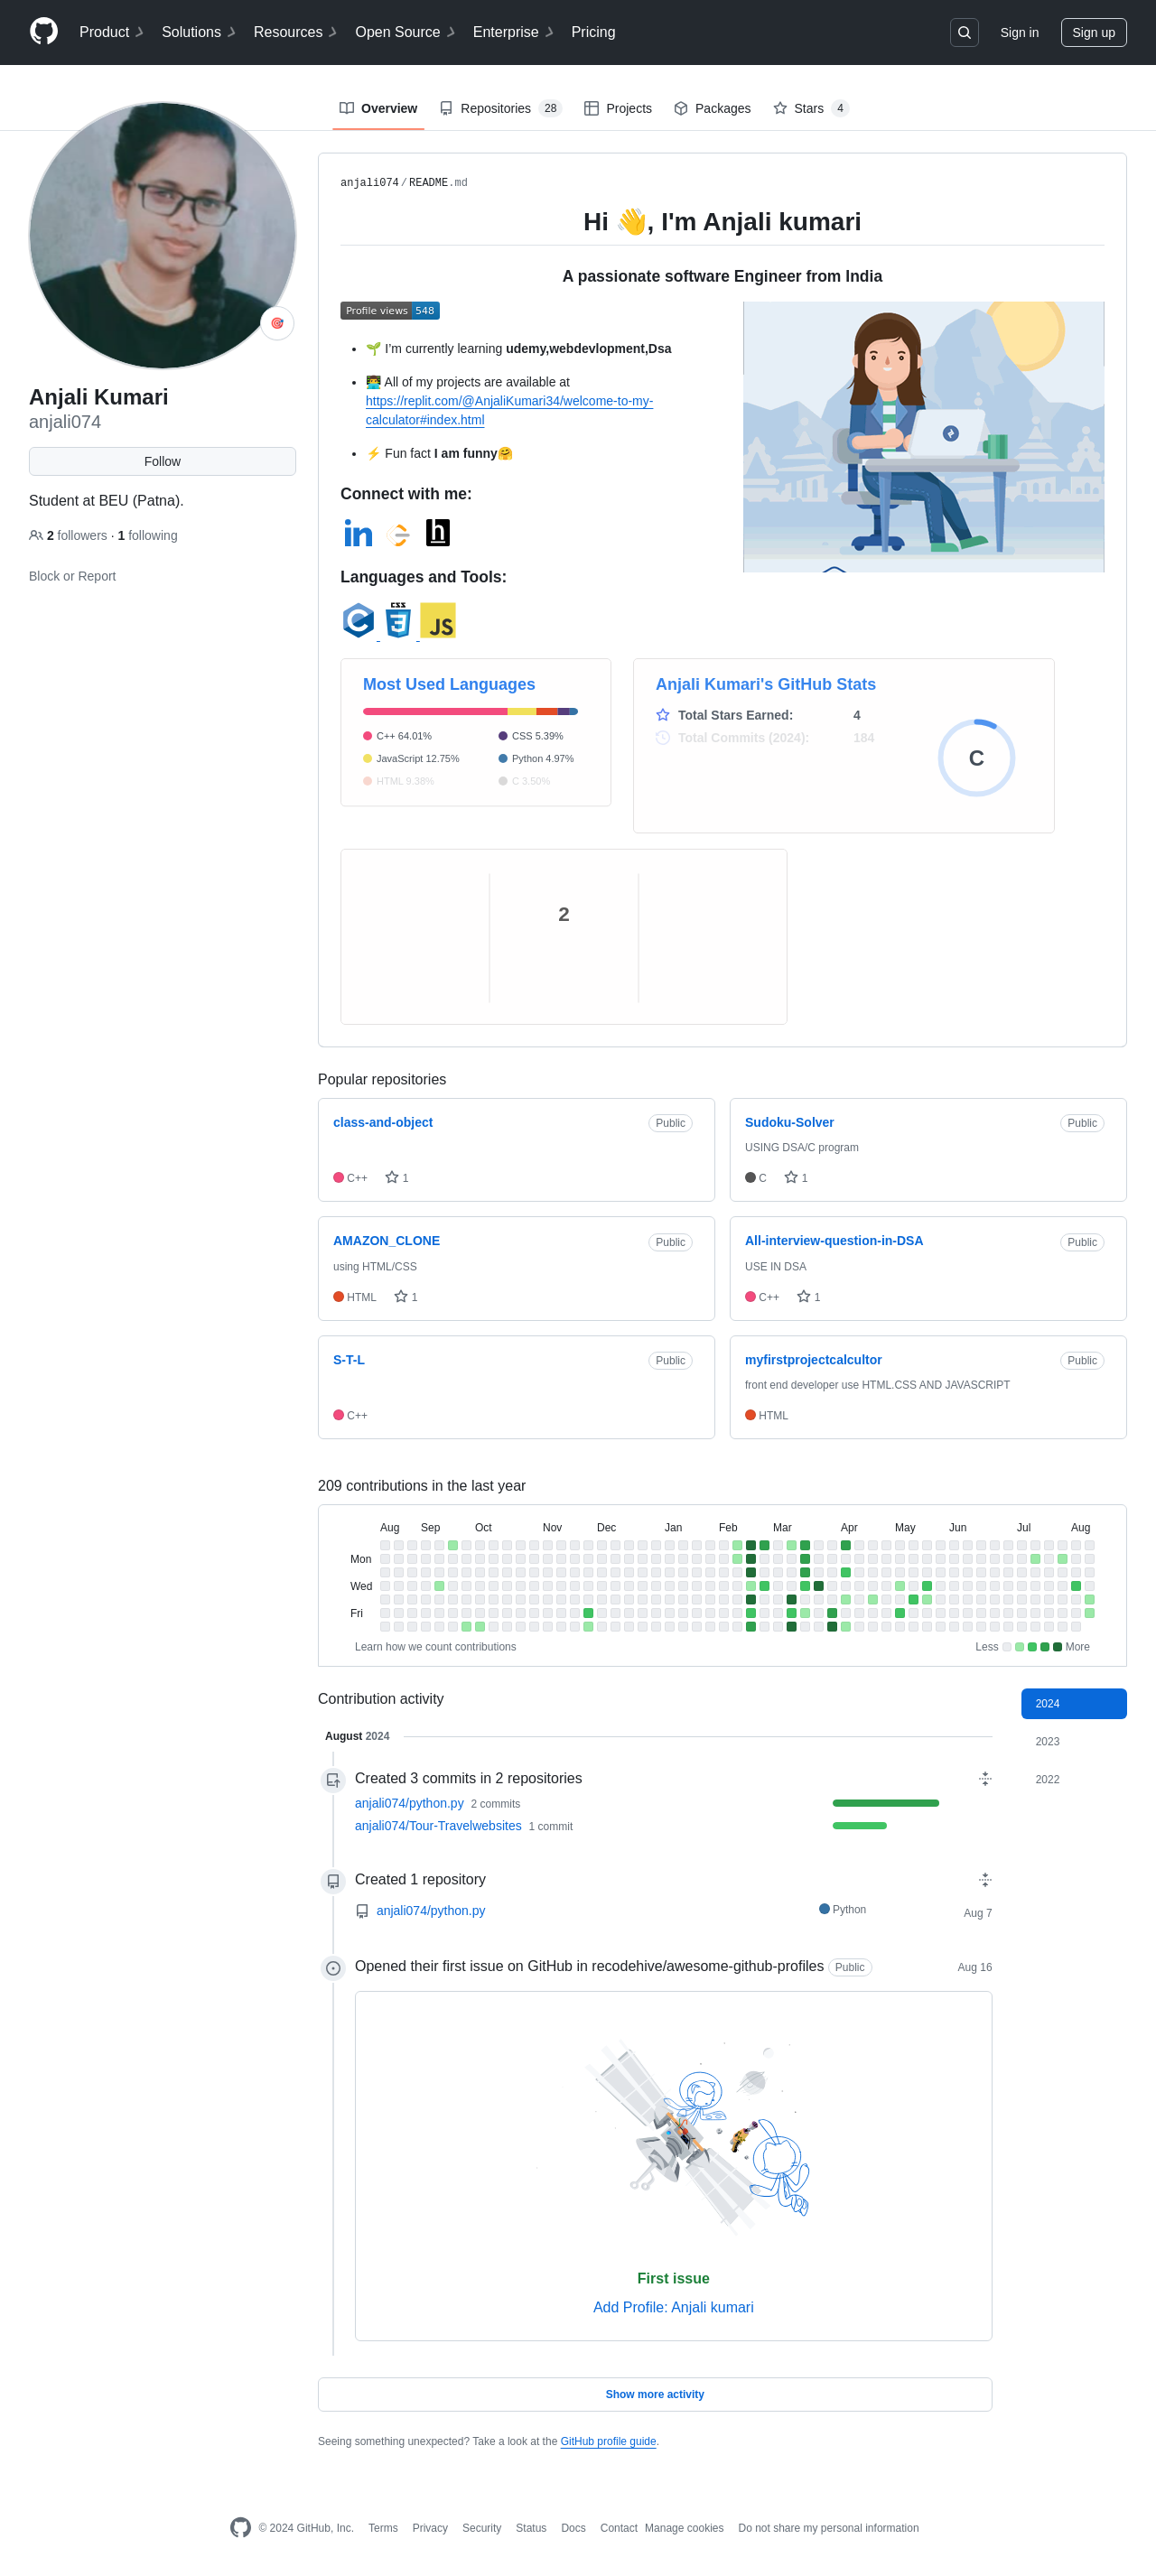 Product Solutions Resources Open Source Enterprise Pricing Sign in Sign up
Overview Repositories 28 Projects Packages Stars 4
Anjali Kumari
anjali074
Follow
Student at BEU (Patna).
2 followers · 1 following
Block or Report
anjali074/README.md
Hi 👋, I'm Anjali kumari
A passionate software Engineer from India
Profile views 548
🌱 I'm currently learning udemy,webdevlopment,Dsa
👨‍💻 All of my projects are available at
https://replit.com/@AnjaliKumari34/welcome-to-my-
calculator#index.html
⚡ Fun fact I am funny🤗
Connect with me:
in h
Languages and Tools:
C CSS 3 JS
Most Used Languages
C++ 64.01% CSS 5.39%
JavaScript 12.75% Python 4.97%
HTML 9.38% C 3.50%
Anjali Kumari's GitHub Stats
Total Stars Earned: 4
Total Commits (2024): 184
C
2
Popular repositories
class-and-object Public
C++ 1
Sudoku-Solver Public
USING DSA/C program
C 1
AMAZON_CLONE Public
using HTML/CSS
HTML 1
All-interview-question-in-DSA Public
USE IN DSA
C++ 1
S-T-L Public
C++
myfirstprojectcalcultor Public
front end developer use HTML.CSS AND JAVASCRIPT
HTML
209 contributions in the last year
Aug Sep Oct Nov Dec Jan Feb Mar Apr May Jun Jul Aug
Mon
Wed
Fri
Learn how we count contributions Less More
Contribution activity
2024
2023
2022
August 2024
Created 3 commits in 2 repositories
anjali074/python.py 2 commits
anjali074/Tour-Travelwebsites 1 commit
Created 1 repository
anjali074/python.py Python Aug 7
Opened their first issue on GitHub in recodehive/awesome-github-profiles Public Aug 16
First issue
Add Profile: Anjali kumari
Show more activity
Seeing something unexpected? Take a look at the GitHub profile guide.
© 2024 GitHub, Inc. Terms Privacy Security Status Docs Contact Manage cookies Do not share my personal information